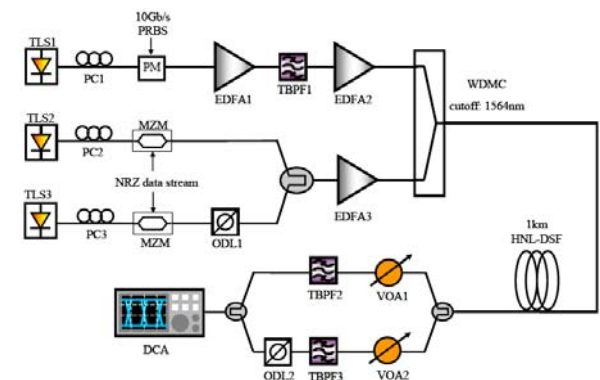 10Gb/s
PRBS
TLS1
PC1
PM
EDFA1
TBPF1
EDFA2
WDMC
cutoff: 1564nm
TLS2
PC2
MZM
NRZ data stream
TLS3
PC3
MZM
ODL1
EDFA3
1km
HNL-DSF
TBPF2
VOA1
DCA
ODL2
TBPF3
VOA2